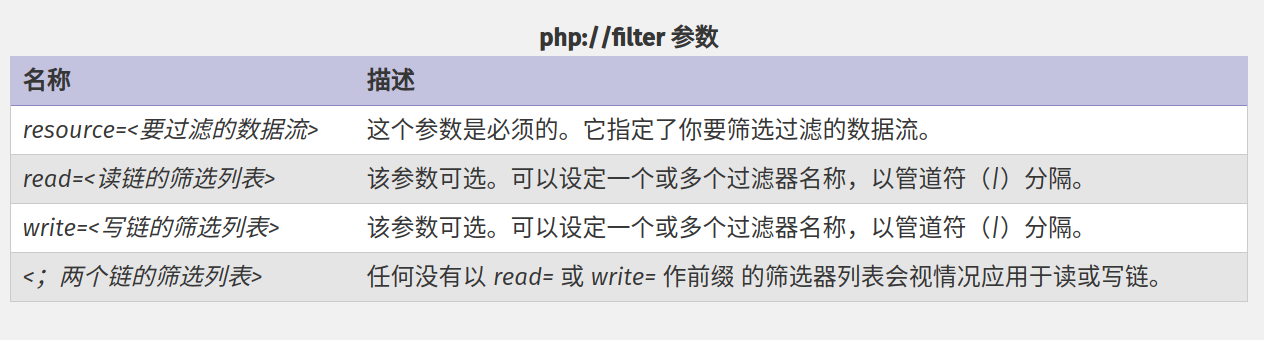 php://filter 参数
名称 描述
resource=<要过滤的数据流> 这个参数是必须的。它指定了你要筛选过滤的数据流。
read=<读链的筛选列表> 该参数可选。可以设定一个或多个过滤器名称，以管道符（|）分隔。
write=<写链的筛选列表> 该参数可选。可以设定一个或多个过滤器名称，以管道符（|）分隔。
<；两个链的筛选列表> 任何没有以 read= 或 write= 作前缀 的筛选器列表会视情况应用于读或写链。